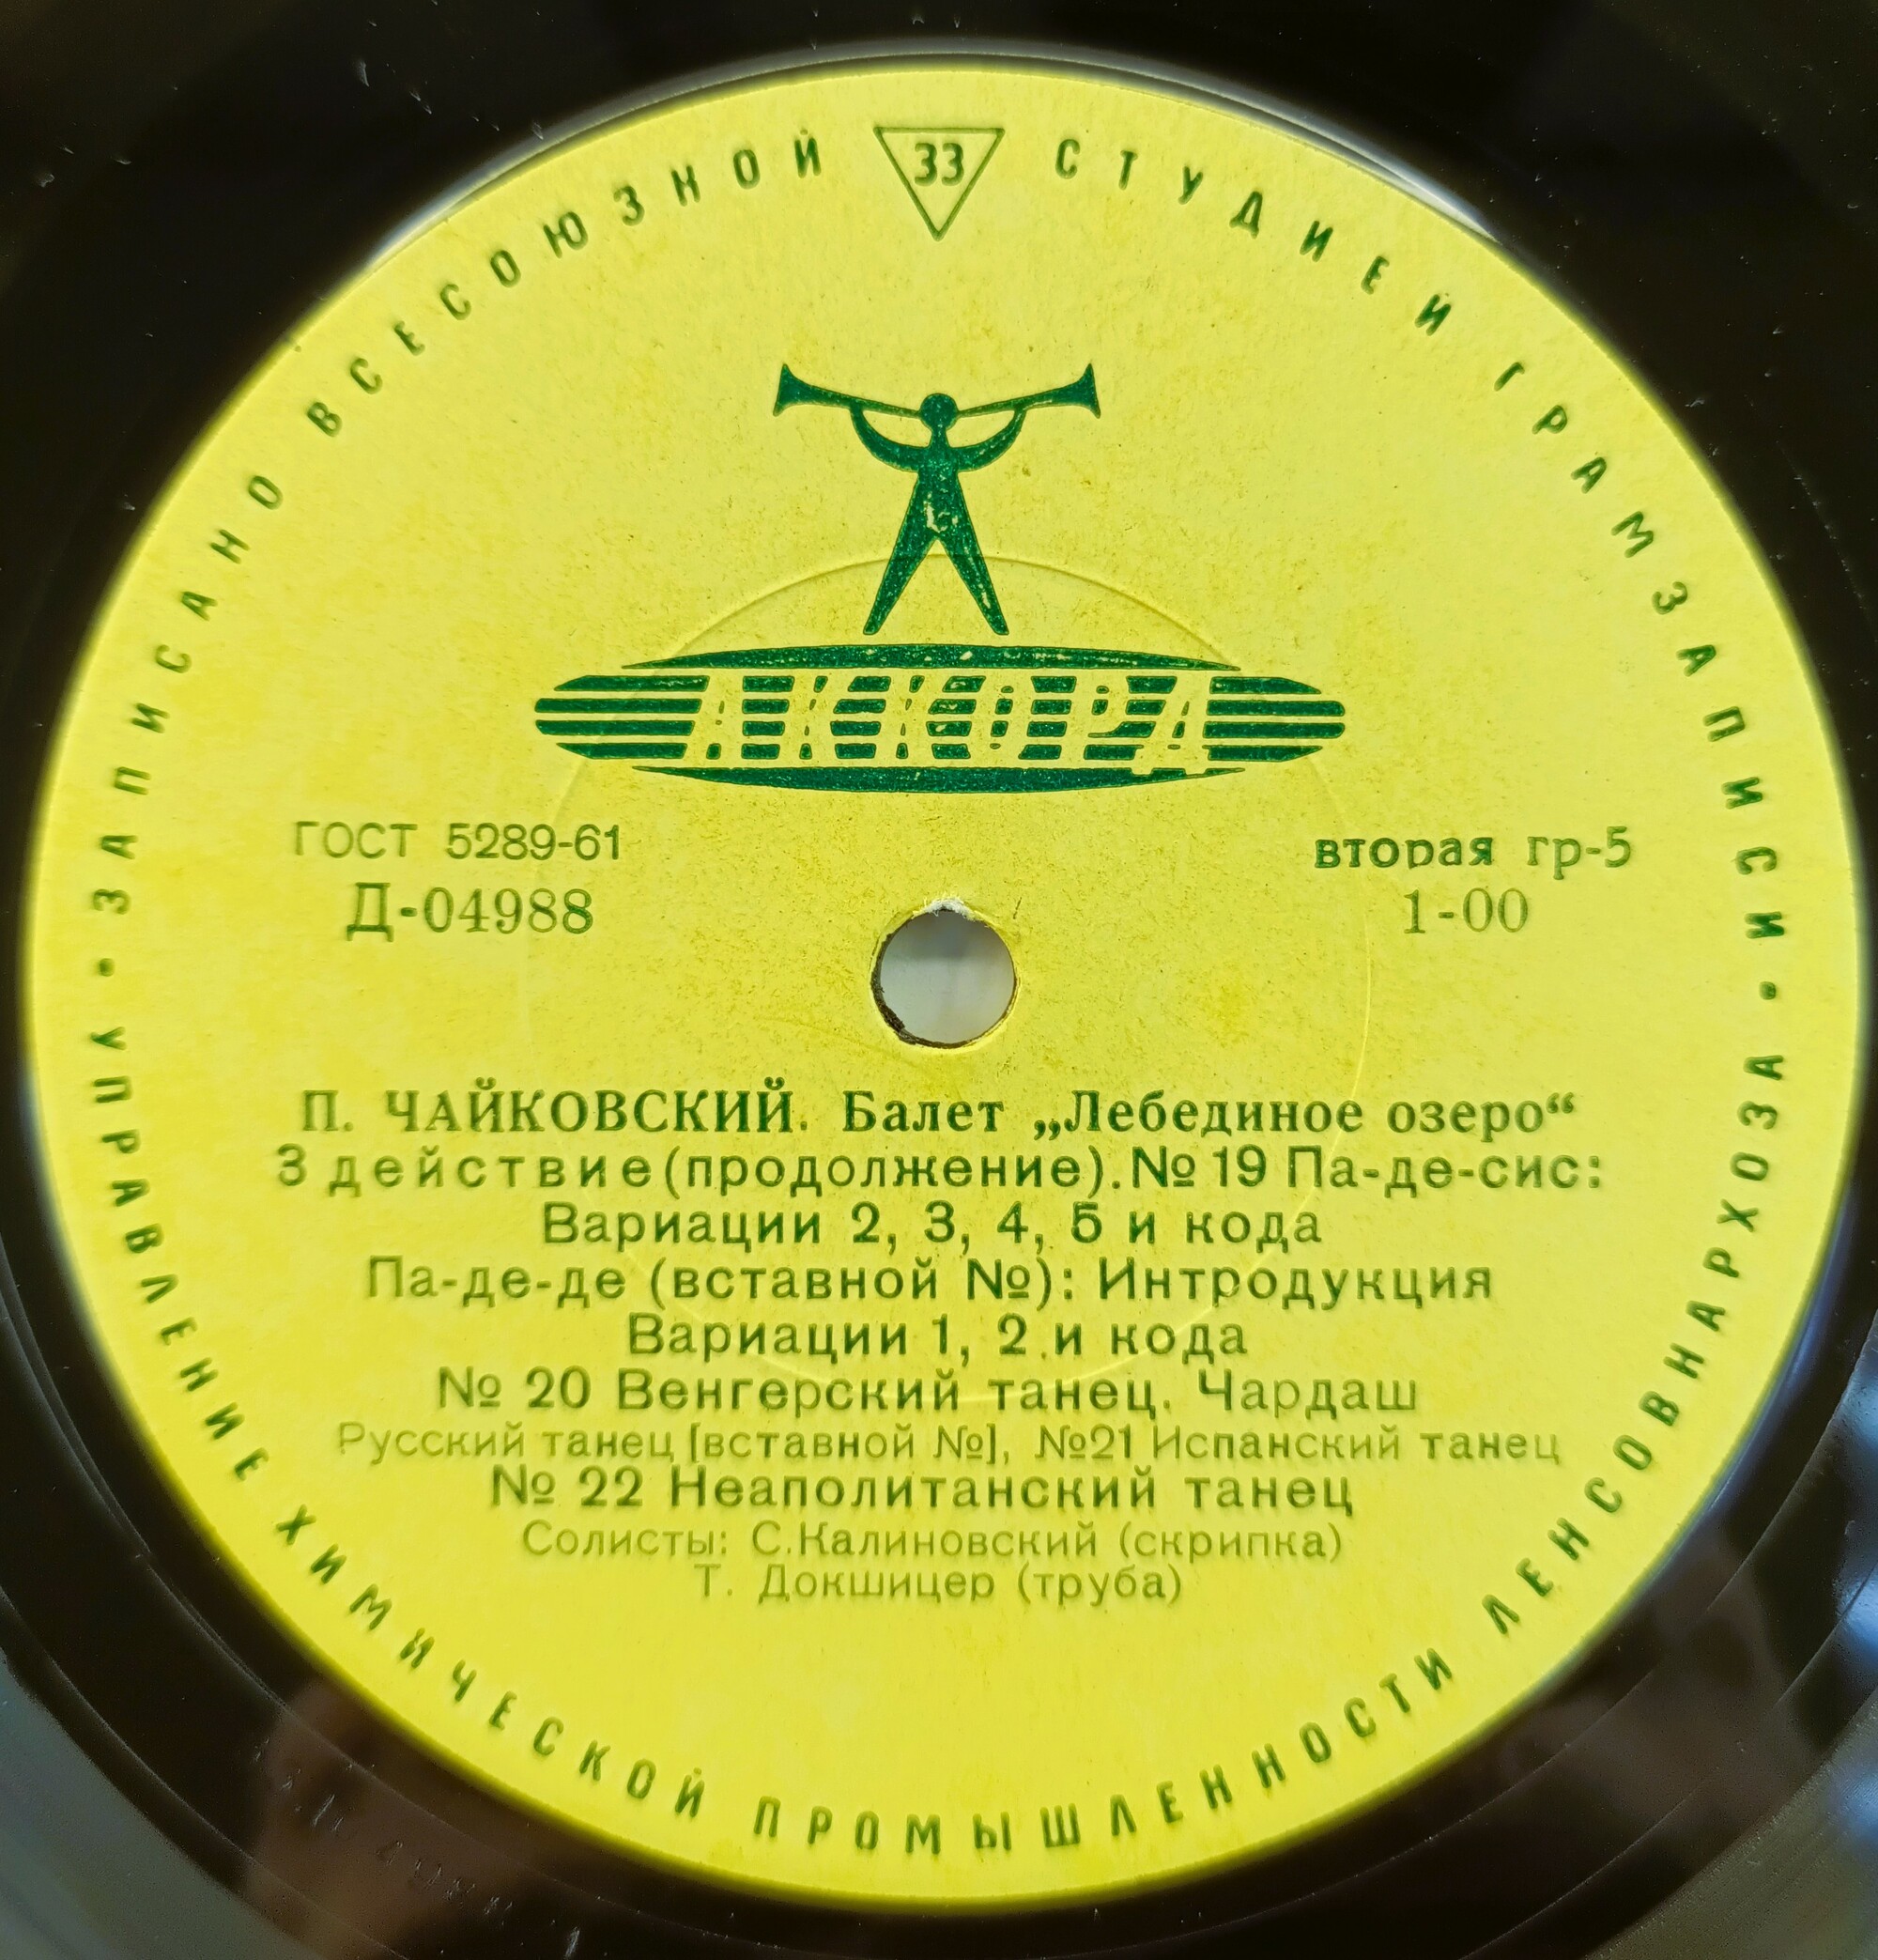 ЗАПИСАНО ВСЕСОЮЗНОЙ 33 СТУДИЕЙ ГРАМЗАПИСИ
АККОРД
ГОСТ 5289-61
Д-04988
вторая гр-5
1-00
П. ЧАЙКОВСКИЙ. Балет „Лебединое озеро“
3 действие (продолжение). № 19 Па-де-сис:
Вариации 2, 3, 4, 5 и кода
Па-де-де (вставной №): Интродукция
Вариации 1, 2 и кода
№ 20 Венгерский танец. Чардаш
Русский танец [вставной №], №21 Испанский танец
№ 22 Неаполитанский танец
Солисты: С.Калиновский (скрипка)
Т. Докшицер (труба)
УПРАВЛЕНИЕ ХИМИЧЕСКОЙ ПРОМЫШЛЕННОСТИ ЛЕНСОВНАРХОЗА